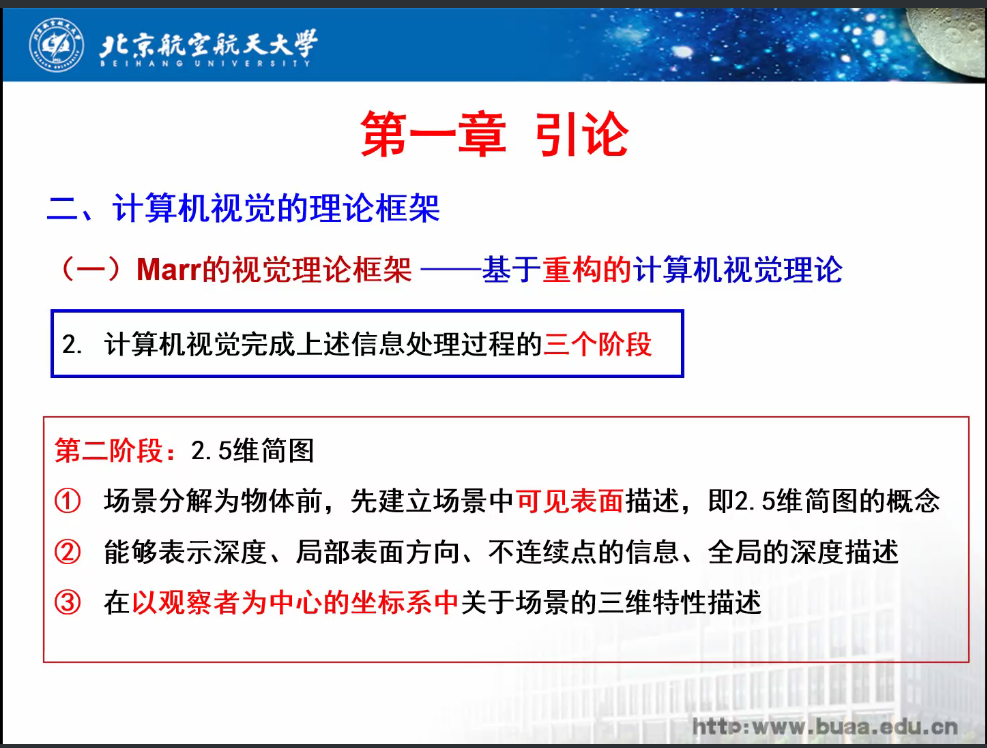 北京航空航天大学
BEIHANG UNIVERSITY
第一章 引论
二、计算机视觉的理论框架
（一）Marr的视觉理论框架 ——基于重构的计算机视觉理论
2. 计算机视觉完成上述信息处理过程的三个阶段
第二阶段：2.5维简图
① 场景分解为物体前，先建立场景中可见表面描述，即2.5维简图的概念
② 能够表示深度、局部表面方向、不连续点的信息、全局的深度描述
③ 在以观察者为中心的坐标系中关于场景的三维特性描述
http:www.buaa.edu.cn